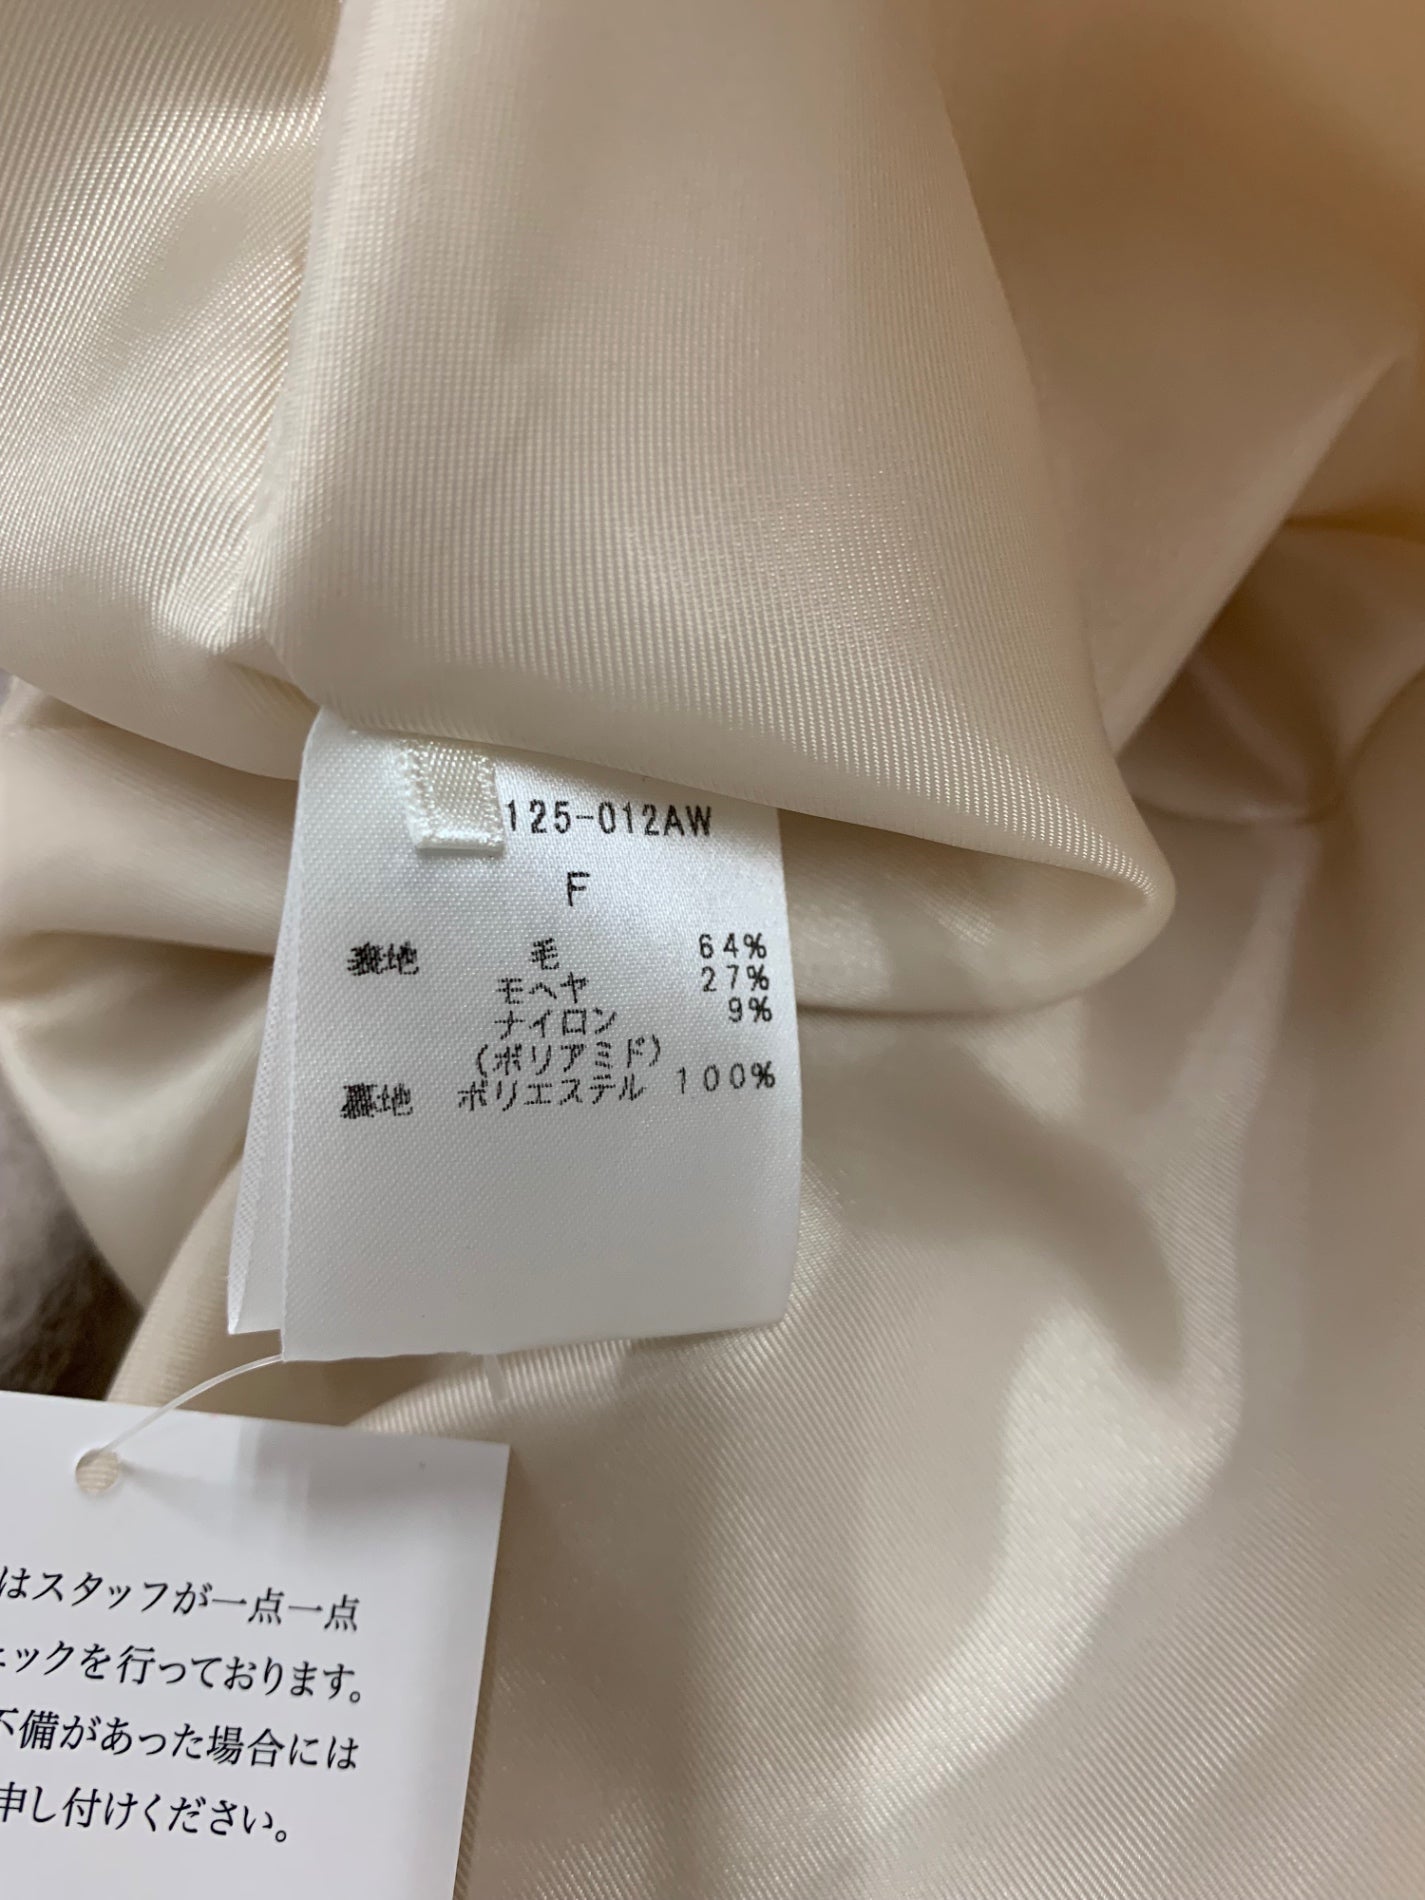 125-012AW
F
表地 毛 64%
モヘヤ 27%
ナイロン 9%
(ポリアミド)
裏地 ポリエステル 100%
はスタッフが一点一点
ェックを行っております。
不備があった場合には
申し付けください。